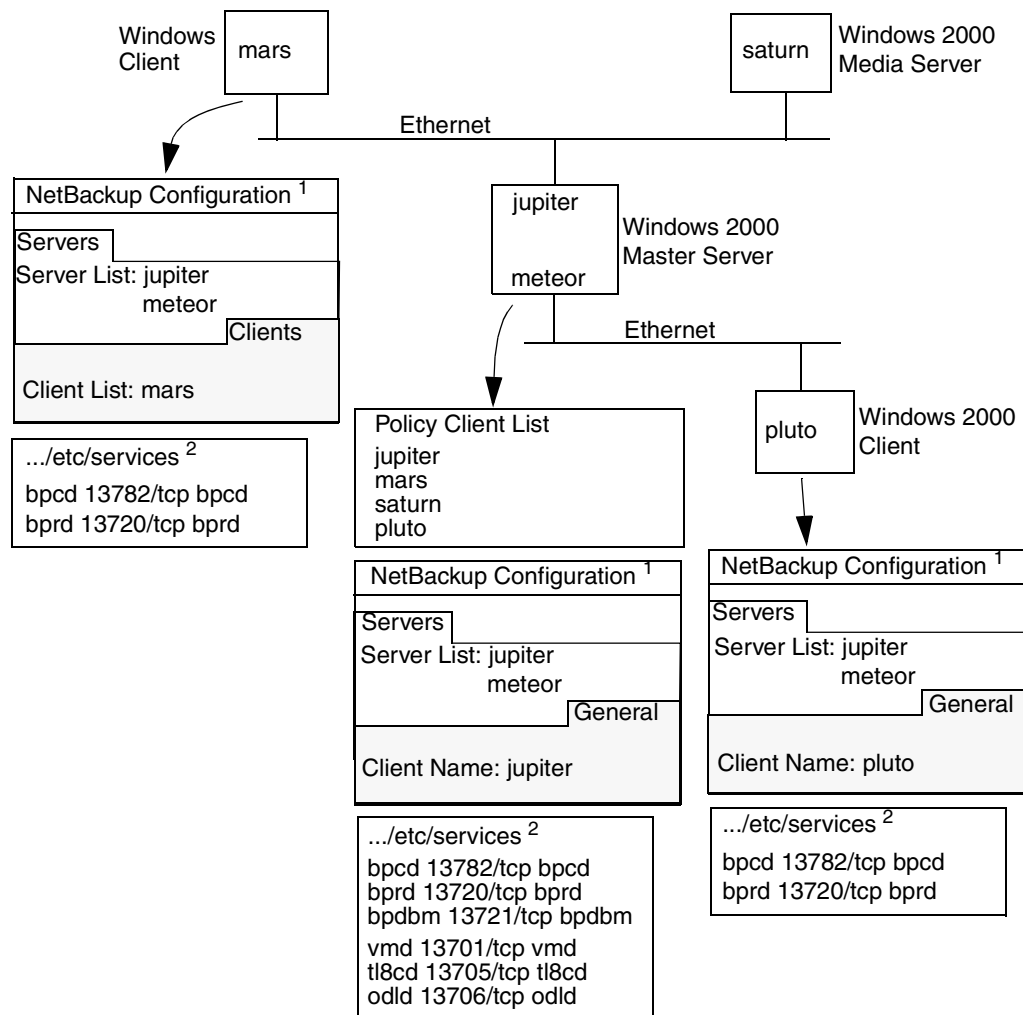 Windows
Client
mars
saturn
Windows 2000
Media Server
Ethernet
jupiter
meteor
Windows 2000
Master Server
NetBackup Configuration 1
Servers
Server List: jupiter
meteor
Clients
Client List: mars
.../etc/services 2
bpcd 13782/tcp bpcd
bprd 13720/tcp bprd
Ethernet
pluto
Windows 2000
Client
Policy Client List
jupiter
mars
saturn
pluto
NetBackup Configuration 1
Servers
Server List: jupiter
meteor
General
Client Name: jupiter
.../etc/services 2
bpcd 13782/tcp bpcd
bprd 13720/tcp bprd
bpdbm 13721/tcp bpdbm
vmd 13701/tcp vmd
tl8cd 13705/tcp tl8cd
odld 13706/tcp odld
NetBackup Configuration 1
Servers
Server List: jupiter
meteor
General
Client Name: pluto
.../etc/services 2
bpcd 13782/tcp bpcd
bprd 13720/tcp bprd